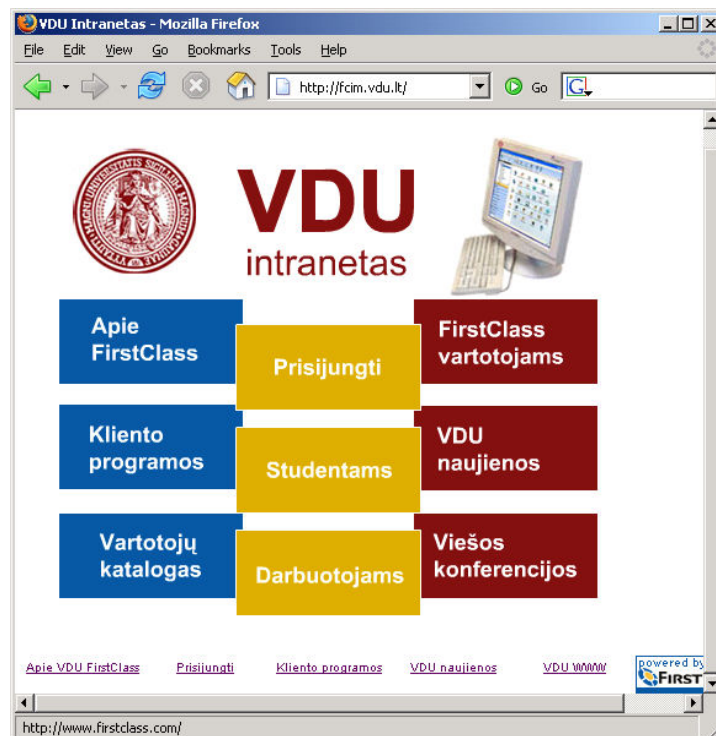 VDU Intranetas - Mozilla Firefox
File Edit View Go Bookmarks Tools Help
http://fcim.vdu.lt/ Go G
VDU
intranetas
Apie
FirstClass
Prisijungti
FirstClass
vartotojams
Kliento
programos
Studentams
VDU
naujienos
Vartotojų
katalogas
Darbuotojams
Viešos
konferencijos
Apie VDU FirstClass Prisijungti Kliento programos VDU naujienos VDU WWW
powered by
FIRST
http://www.firstclass.com/